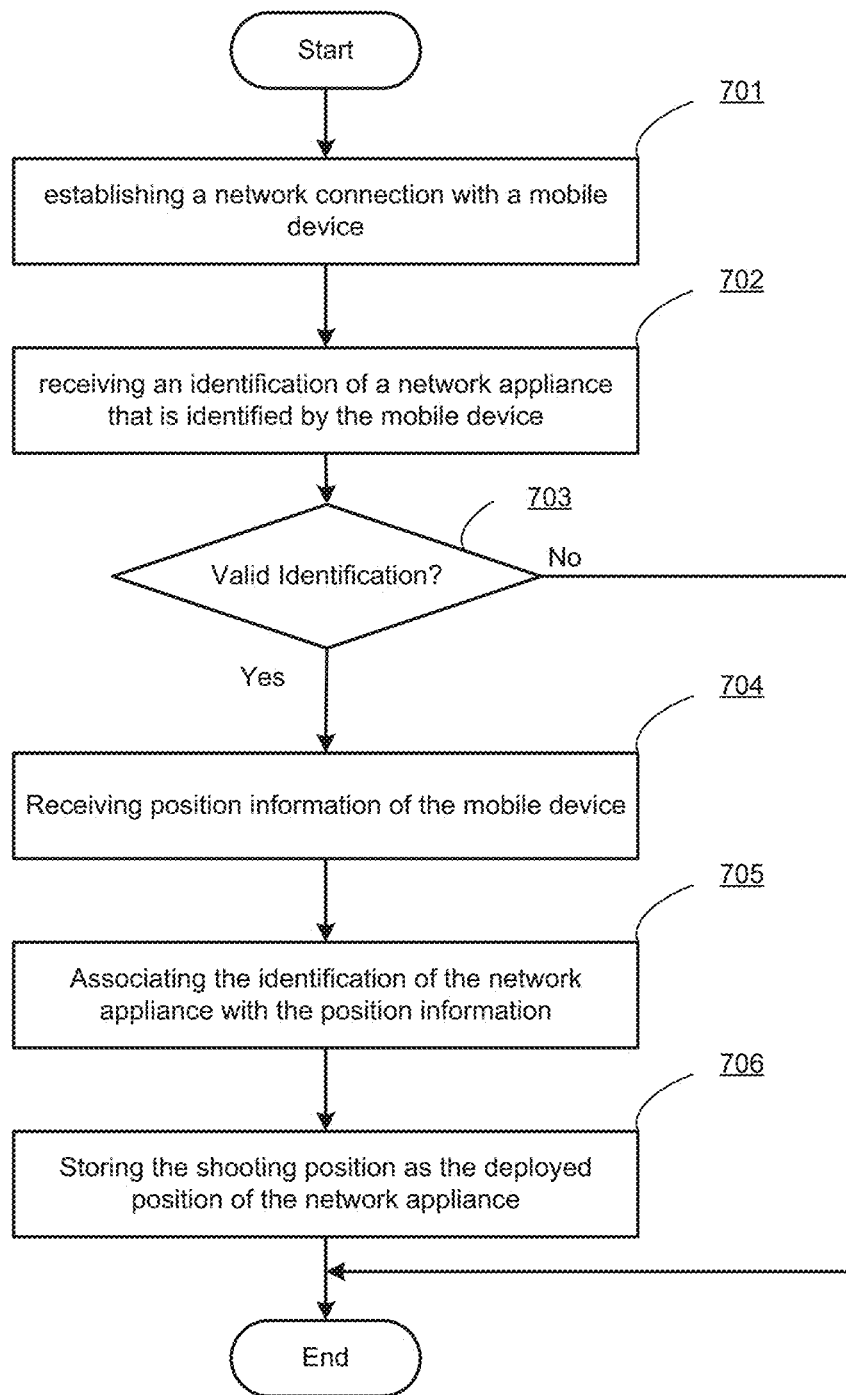 Start
701
establishing a network connection with a mobile
device
702
receiving an identification of a network appliance
that is identified by the mobile device
703
Valid Identification?
No
Yes
704
Receiving position information of the mobile device
705
Associating the identification of the network
appliance with the position information
706
Storing the shooting position as the deployed
position of the network appliance
End